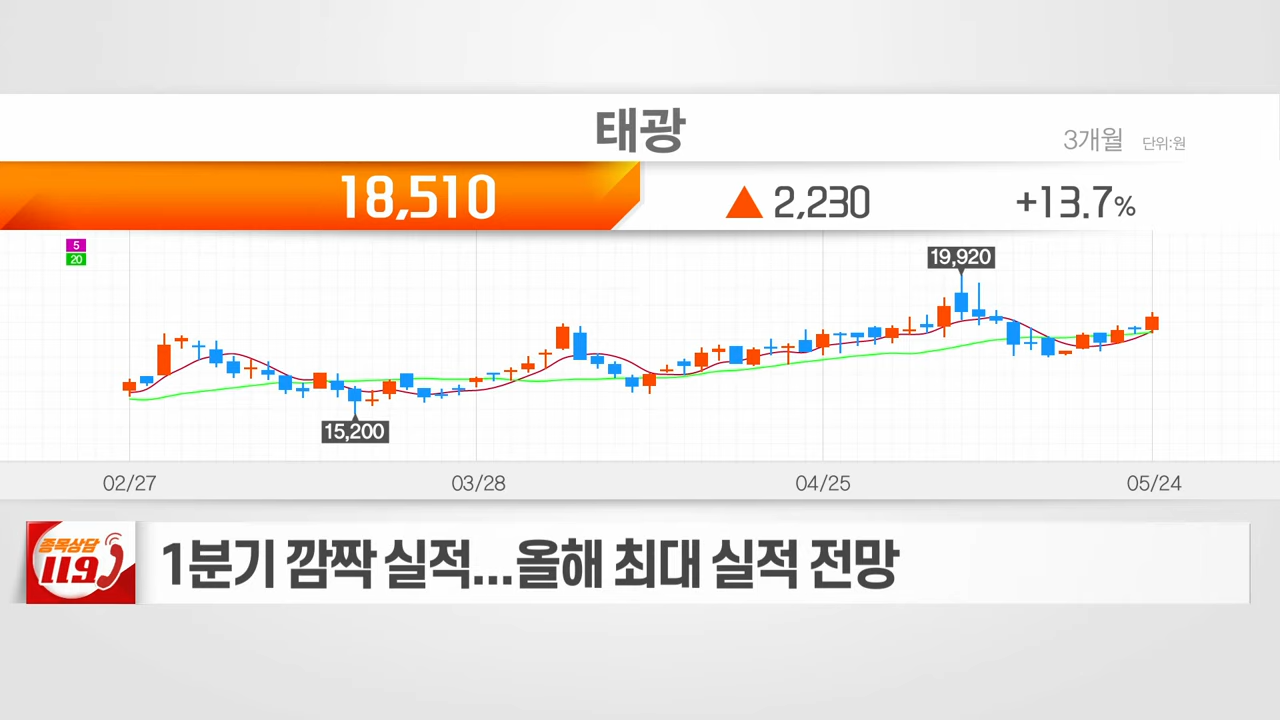 태광
3개월 단위:원
18,510 ▲ 2,230 +13.7%
5
20
19,920
15,200
02/27 03/28 04/25 05/24
종목상담
119
1분기 깜짝 실적...올해 최대 실적 전망